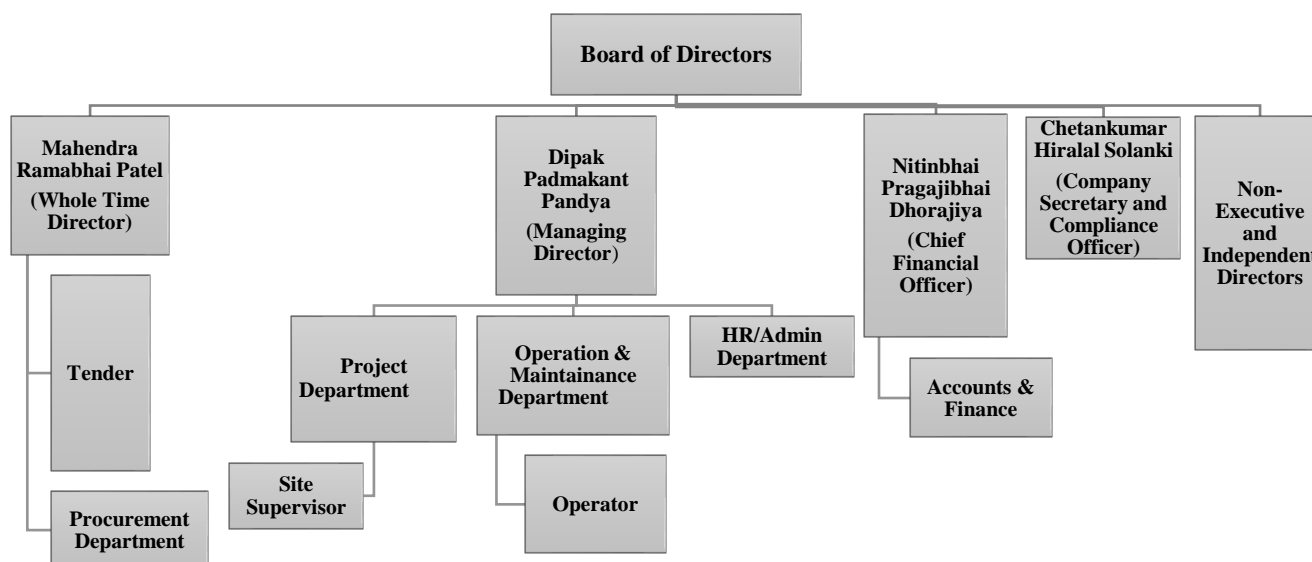 Board of Directors
Mahendra
Ramabhai Patel
(Whole Time
Director)
Dipak
Padmakant
Pandya
(Managing
Director)
Nitinbhai
Pragajibhai
Dhorajiya
(Chief
Financial
Officer)
Chetankumar
Hiralal Solanki
(Company
Secretary and
Compliance
Officer)
Non-
Executive
and
Independent
Directors
Tender
Procurement
Department
Project
Department
Site
Supervisor
Operation &
Maintainance
Department
Operator
HR/Admin
Department
Accounts &
Finance